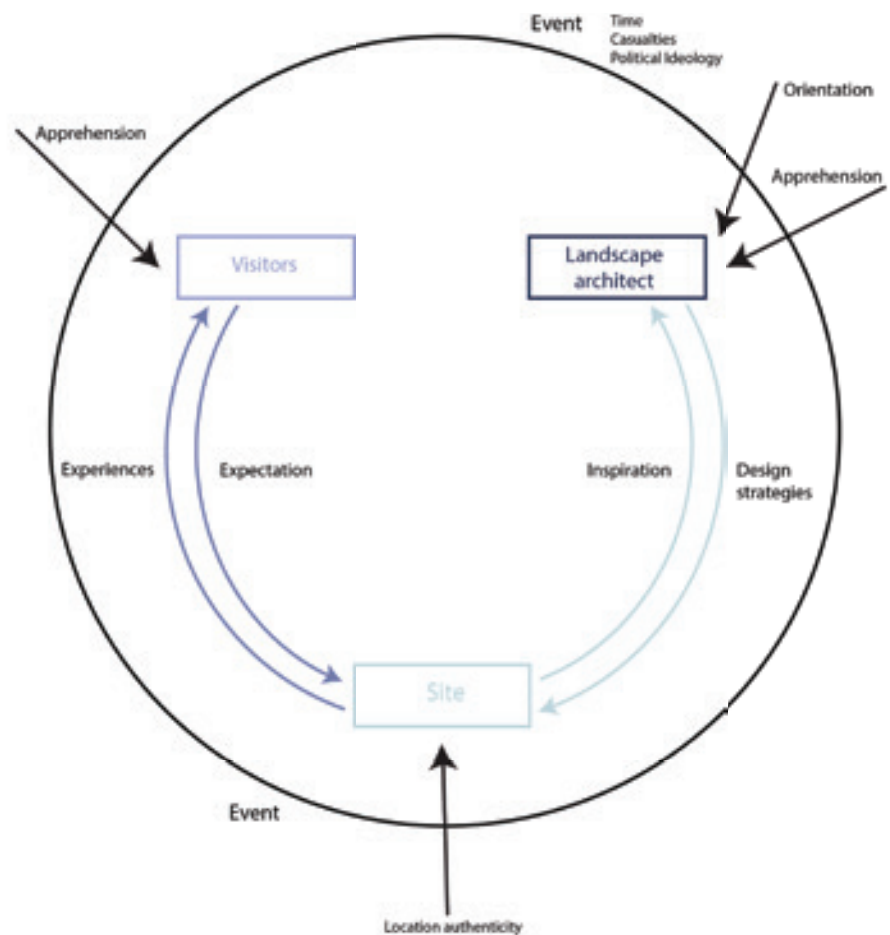 Event
Time
Casualties
Political Ideology
Orientation
Apprehension
Apprehension
Visitors
Landscape
architect
Experiences
Expectation
Inspiration
Design
strategies
Site
Event
Location authenticity